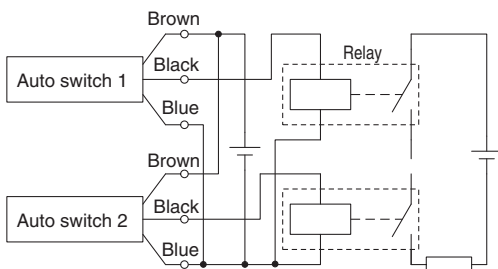 Brown
Auto switch 1
Black
Blue
Relay
Brown
Auto switch 2
Black
Blue